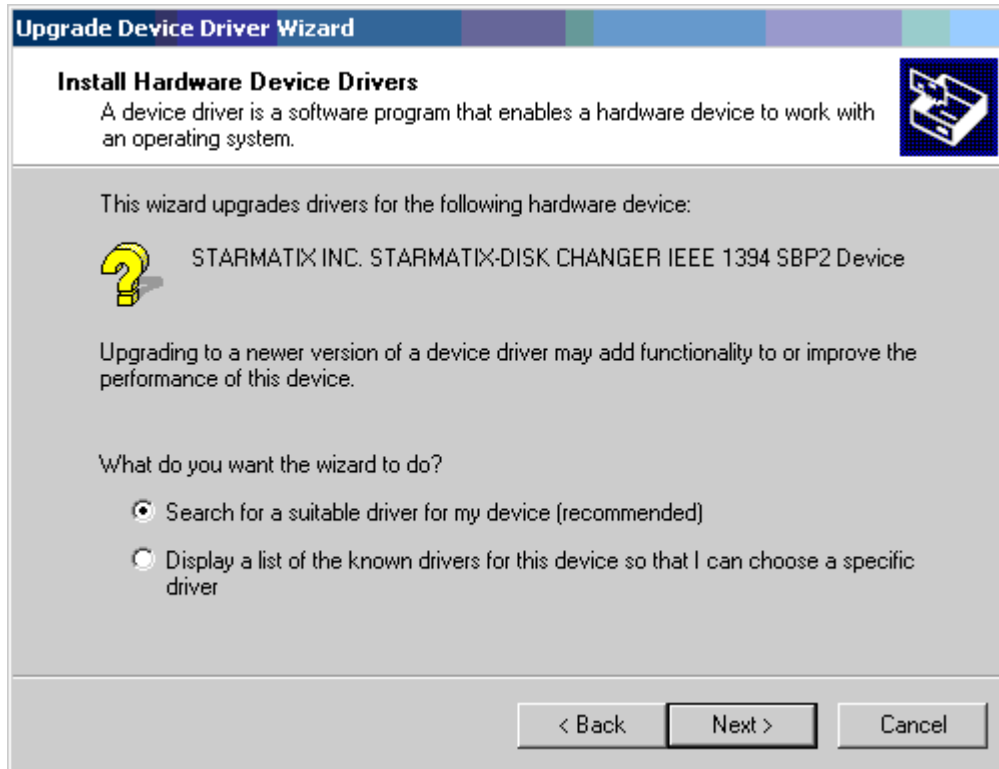 Upgrade Device Driver Wizard
Install Hardware Device Drivers
A device driver is a software program that enables a hardware device to work with
an operating system.
This wizard upgrades drivers for the following hardware device:
STARMATIX INC. STARMATIX-DISK CHANGER IEEE 1394 SBP2 Device
Upgrading to a newer version of a device driver may add functionality to or improve the
performance of this device.
What do you want the wizard to do?
Search for a suitable driver for my device (recommended)
Display a list of the known drivers for this device so that I can choose a specific
driver
< Back Next > Cancel